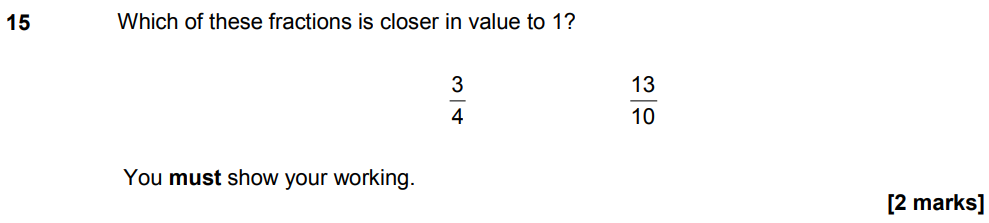 15 Which of these fractions is closer in value to 1?
3/4 13/10
You must show your working.
[2 marks]